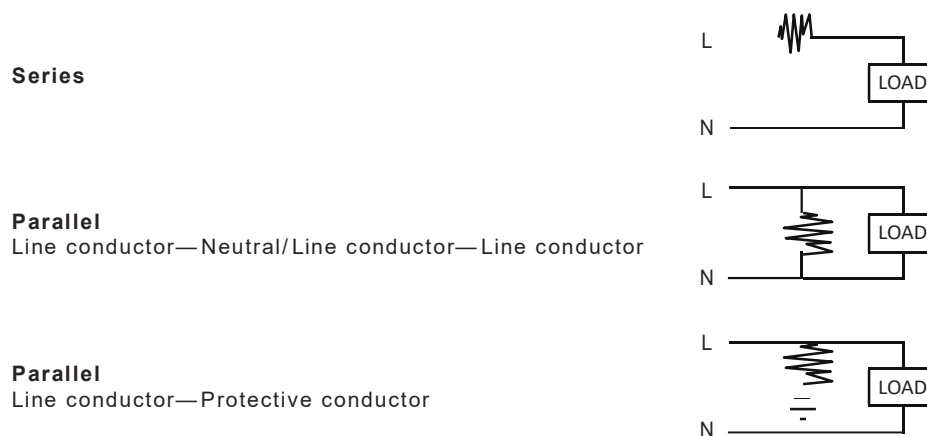 Series
L
LOAD
N
Parallel
Line conductor—Neutral/Line conductor—Line conductor
L
LOAD
N
Parallel
Line conductor—Protective conductor
L
LOAD
N